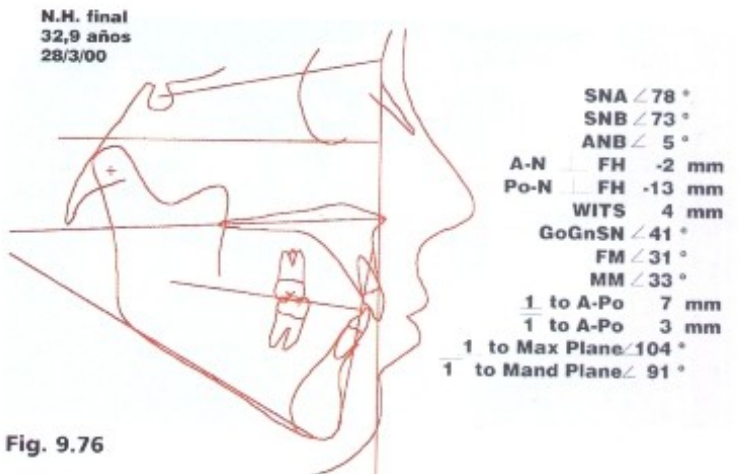 N.H. final
32,9 años
28/3/00
SNA ∠ 78 °
SNB ∠ 73 °
ANB ∠ 5 °
A-N ⊥ FH -2 mm
Po-N ⊥ FH -13 mm
WITS 4 mm
GoGnSN ∠ 41 °
FM ∠ 31 °
MM ∠ 33 °
1 to A-Po 7 mm
1 to A-Po 3 mm
1 to Max Plane ∠ 104 °
1 to Mand Plane ∠ 91 °
Fig. 9.76